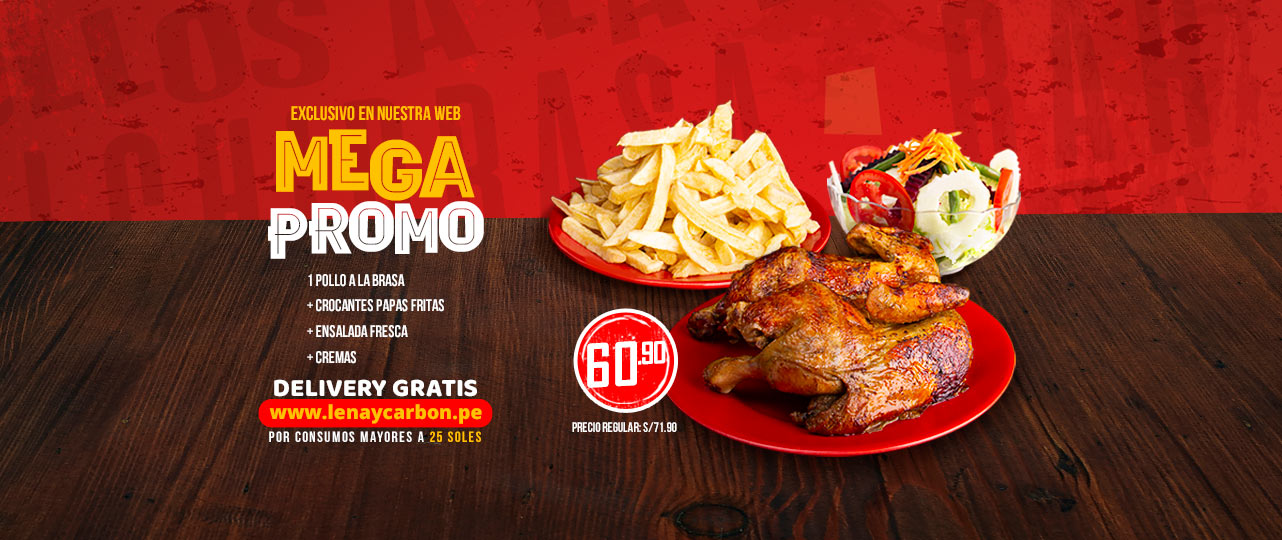 EXCLUSIVO EN NUESTRA WEB
MEGA
PROMO
1 POLLO A LA BRASA
+ CROCANTES PAPAS FRITAS
+ ENSALADA FRESCA
+ CREMAS
DELIVERY GRATIS
www.lenaycarbon.pe
POR CONSUMOS MAYORES A 25 SOLES
60.90
PRECIO REGULAR: S/71.90